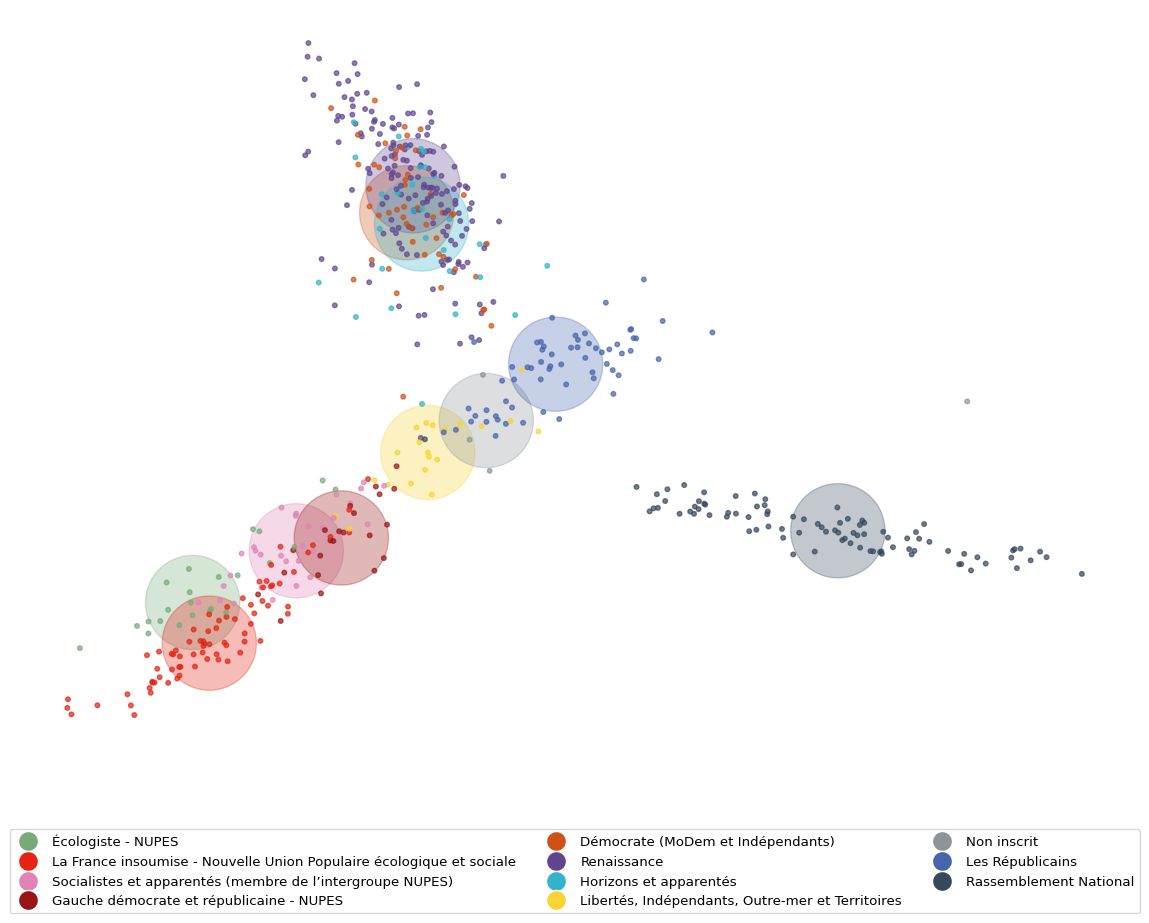 Écologiste - NUPES
La France insoumise - Nouvelle Union Populaire écologique et sociale
Socialistes et apparentés (membre de l’intergroupe NUPES)
Gauche démocrate et républicaine - NUPES
Démocrate (MoDem et Indépendants)
Renaissance
Horizons et apparentés
Libertés, Indépendants, Outre-mer et Territoires
Non inscrit
Les Républicains
Rassemblement National